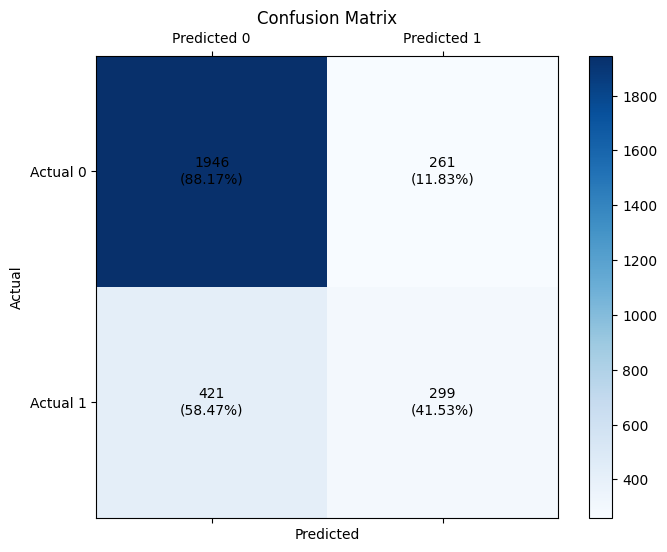 Confusion Matrix
Predicted 0
Predicted 1
Actual 0
1946
(88.17%)
261
(11.83%)
Actual
Actual 1
421
(58.47%)
299
(41.53%)
Predicted
1800
1600
1400
1200
1000
800
600
400